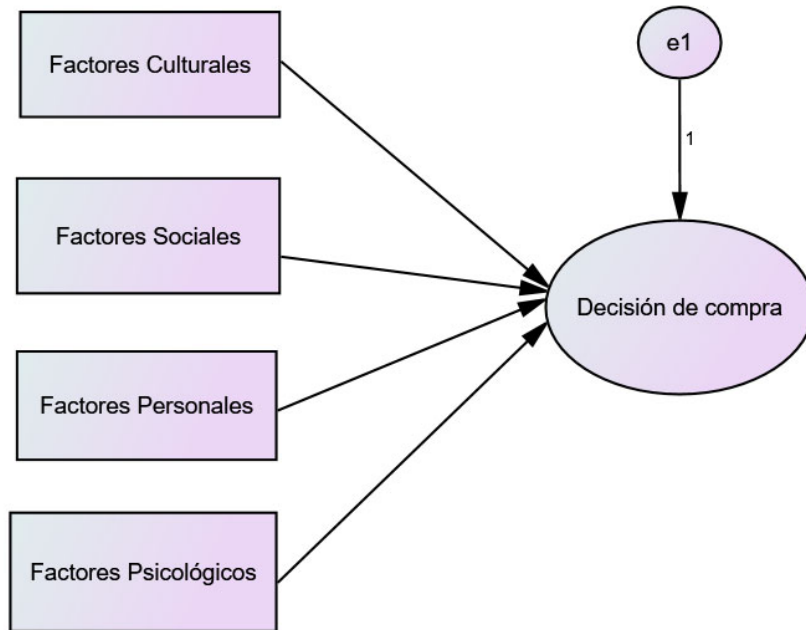 Factores Culturales
e1
1
Factores Sociales
Decisión de compra
Factores Personales
Factores Psicológicos